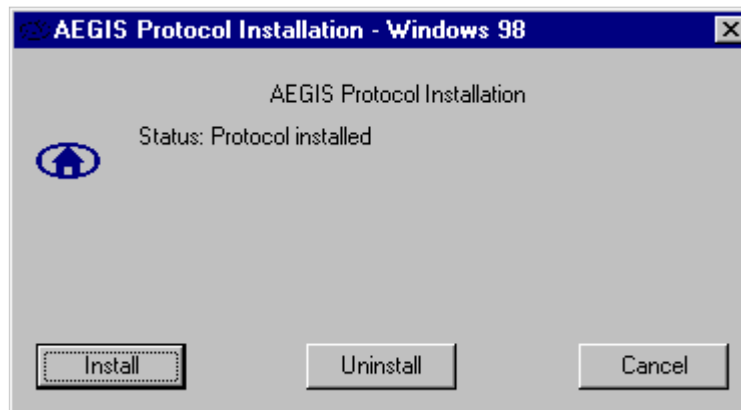 AEGIS Protocol Installation - Windows 98
AEGIS Protocol Installation
Status: Protocol installed
Install
Uninstall
Cancel